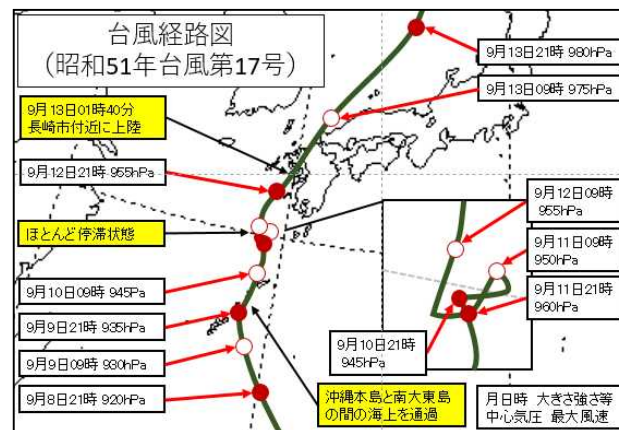 台風経路図
（昭和51年台風第17号）
9月13日21時 980hPa
9月13日09時 975hPa
9月13日01時40分
長崎市付近に上陸
9月12日21時 955hPa
ほとんど停滞状態
9月12日09時
955hPa
9月11日09時
950hPa
9月11日21時
960hPa
9月10日21時
945hPa
9月10日09時 945Pa
9月9日21時 935hPa
9月9日09時 930hPa
9月8日21時 920hPa
沖縄本島と南大東島
の間の海上を通過
月日時 大きさ強さ等
中心気圧 最大風速